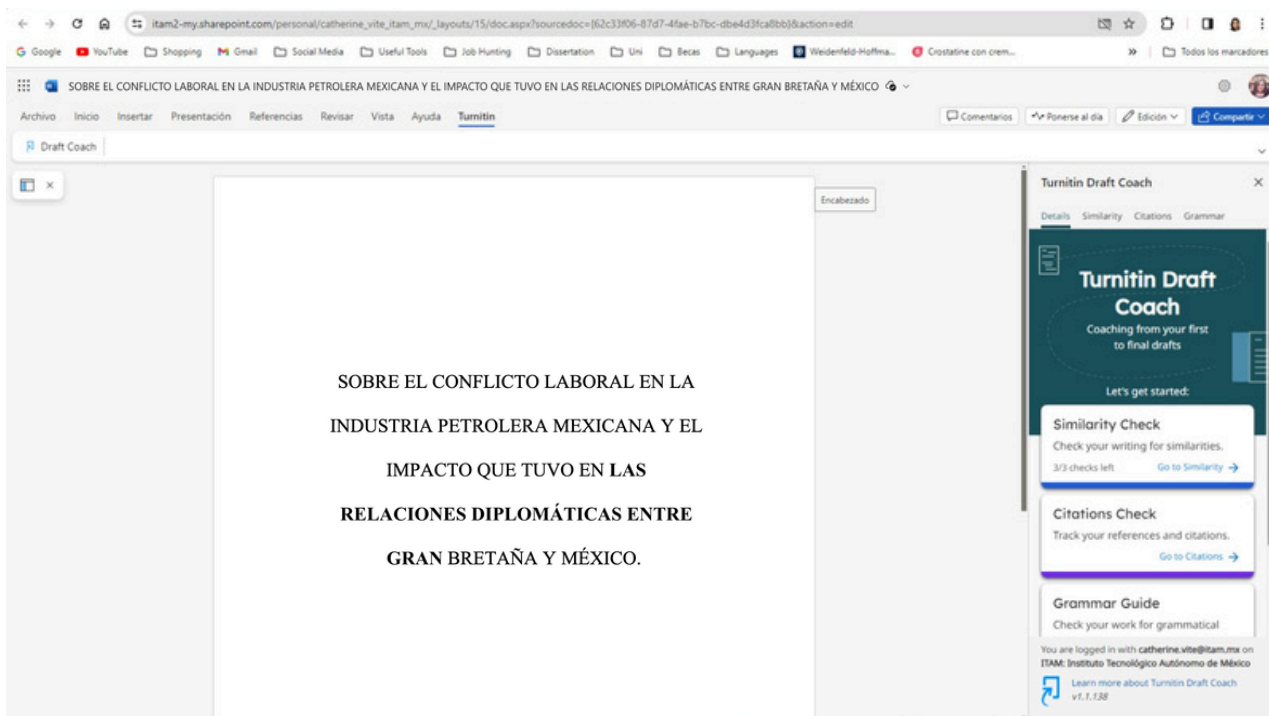 itam2-my.sharepoint.com/personal/catherine_vite_itam_mx/_layouts/15/doc.aspx?sourcedoc={62c33f06-87d7-4fae-b7bc-dbe4d3fca8bb}&action=edit
Google YouTube Shopping Gmail Social Media Useful Tools Job Hunting Dissertation Uni Becas Languages Weidenfeld-Hoffma... Crostatine con crem... » Todos los marcadores
SOBRE EL CONFLICTO LABORAL EN LA INDUSTRIA PETROLERA MEXICANA Y EL IMPACTO QUE TUVO EN LAS RELACIONES DIPLOMÁTICAS ENTRE GRAN BRETAÑA Y MÉXICO
Archivo Inicio Insertar Presentación Referencias Revisar Vista Ayuda Turnitin Comentarios Ponerse al día Edición Compartir
Draft Coach
Encabezado
SOBRE EL CONFLICTO LABORAL EN LA
INDUSTRIA PETROLERA MEXICANA Y EL
IMPACTO QUE TUVO EN LAS
RELACIONES DIPLOMÁTICAS ENTRE
GRAN BRETAÑA Y MÉXICO.
Turnitin Draft Coach
Details Similarity Citations Grammar
Turnitin Draft
Coach
Coaching from your first
to final drafts
Let's get started:
Similarity Check
Check your writing for similarities.
3/3 checks left Go to Similarity
Citations Check
Track your references and citations.
Go to Citations
Grammar Guide
Check your work for grammatical
You are logged in with catherine.vite@itam.mx on
ITAM: Instituto Tecnológico Autónomo de México
Learn more about Turnitin Draft Coach
v1.1.138